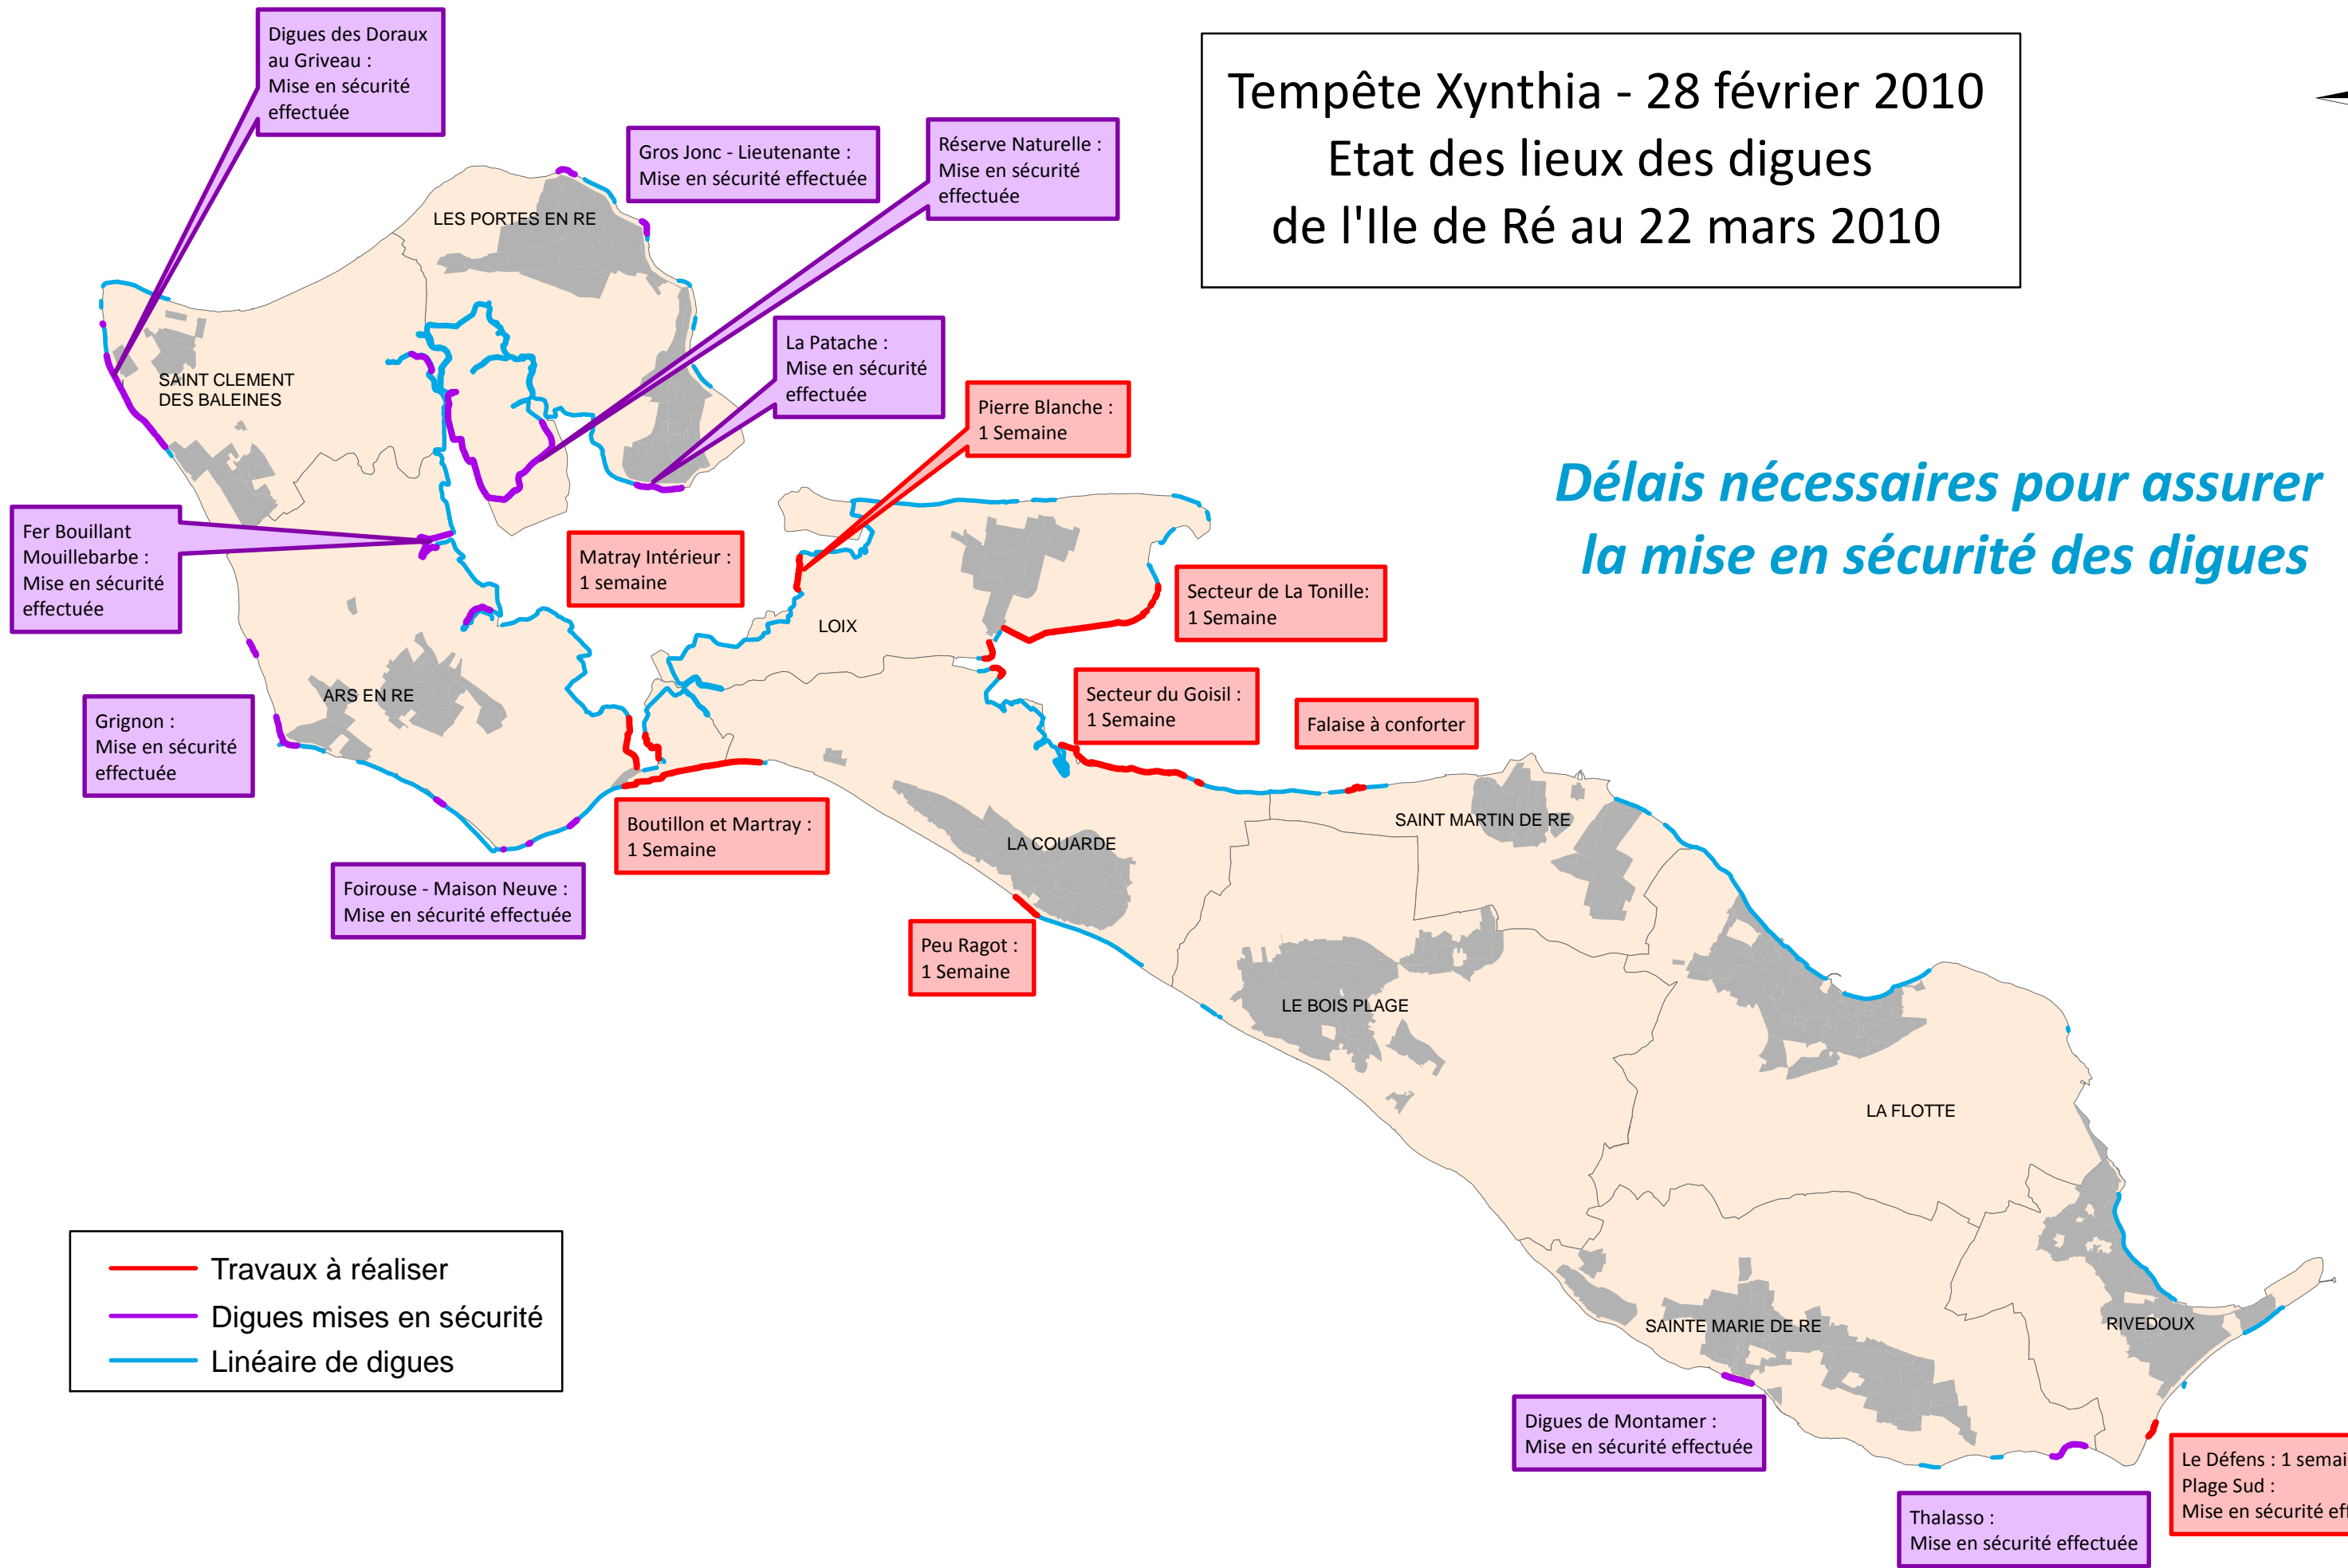 Tempête Xynthia - 28 février 2010
Etat des lieux des digues
de l'Ile de Ré au 22 mars 2010
Délais nécessaires pour assurer
la mise en sécurité des digues
Digues des Doraux
au Griveau :
Mise en sécurité
effectuée
Gros Jonc - Lieutenante :
Mise en sécurité effectuée
Réserve Naturelle :
Mise en sécurité
effectuée
LES PORTES EN RE
La Patache :
Mise en sécurité
effectuée
SAINT CLEMENT
DES BALEINES
Pierre Blanche :
1 Semaine
Fer Bouillant
Mouillebarbe :
Mise en sécurité
effectuée
Matray Intérieur :
1 semaine
Secteur de La Tonille:
1 Semaine
LOIX
ARS EN RE
Secteur du Goisil :
1 Semaine
Falaise à conforter
Grignon :
Mise en sécurité
effectuée
Boutillon et Martray :
1 Semaine
SAINT MARTIN DE RE
LA COUARDE
Foirouse - Maison Neuve :
Mise en sécurité effectuée
Peu Ragot :
1 Semaine
LE BOIS PLAGE
LA FLOTTE
Travaux à réaliser
Digues mises en sécurité
Linéaire de digues
SAINTE MARIE DE RE
RIVEDOUX
Digues de Montamer :
Mise en sécurité effectuée
Le Défens : 1 semai
Plage Sud :
Mise en sécurité eff
Thalasso :
Mise en sécurité effectuée